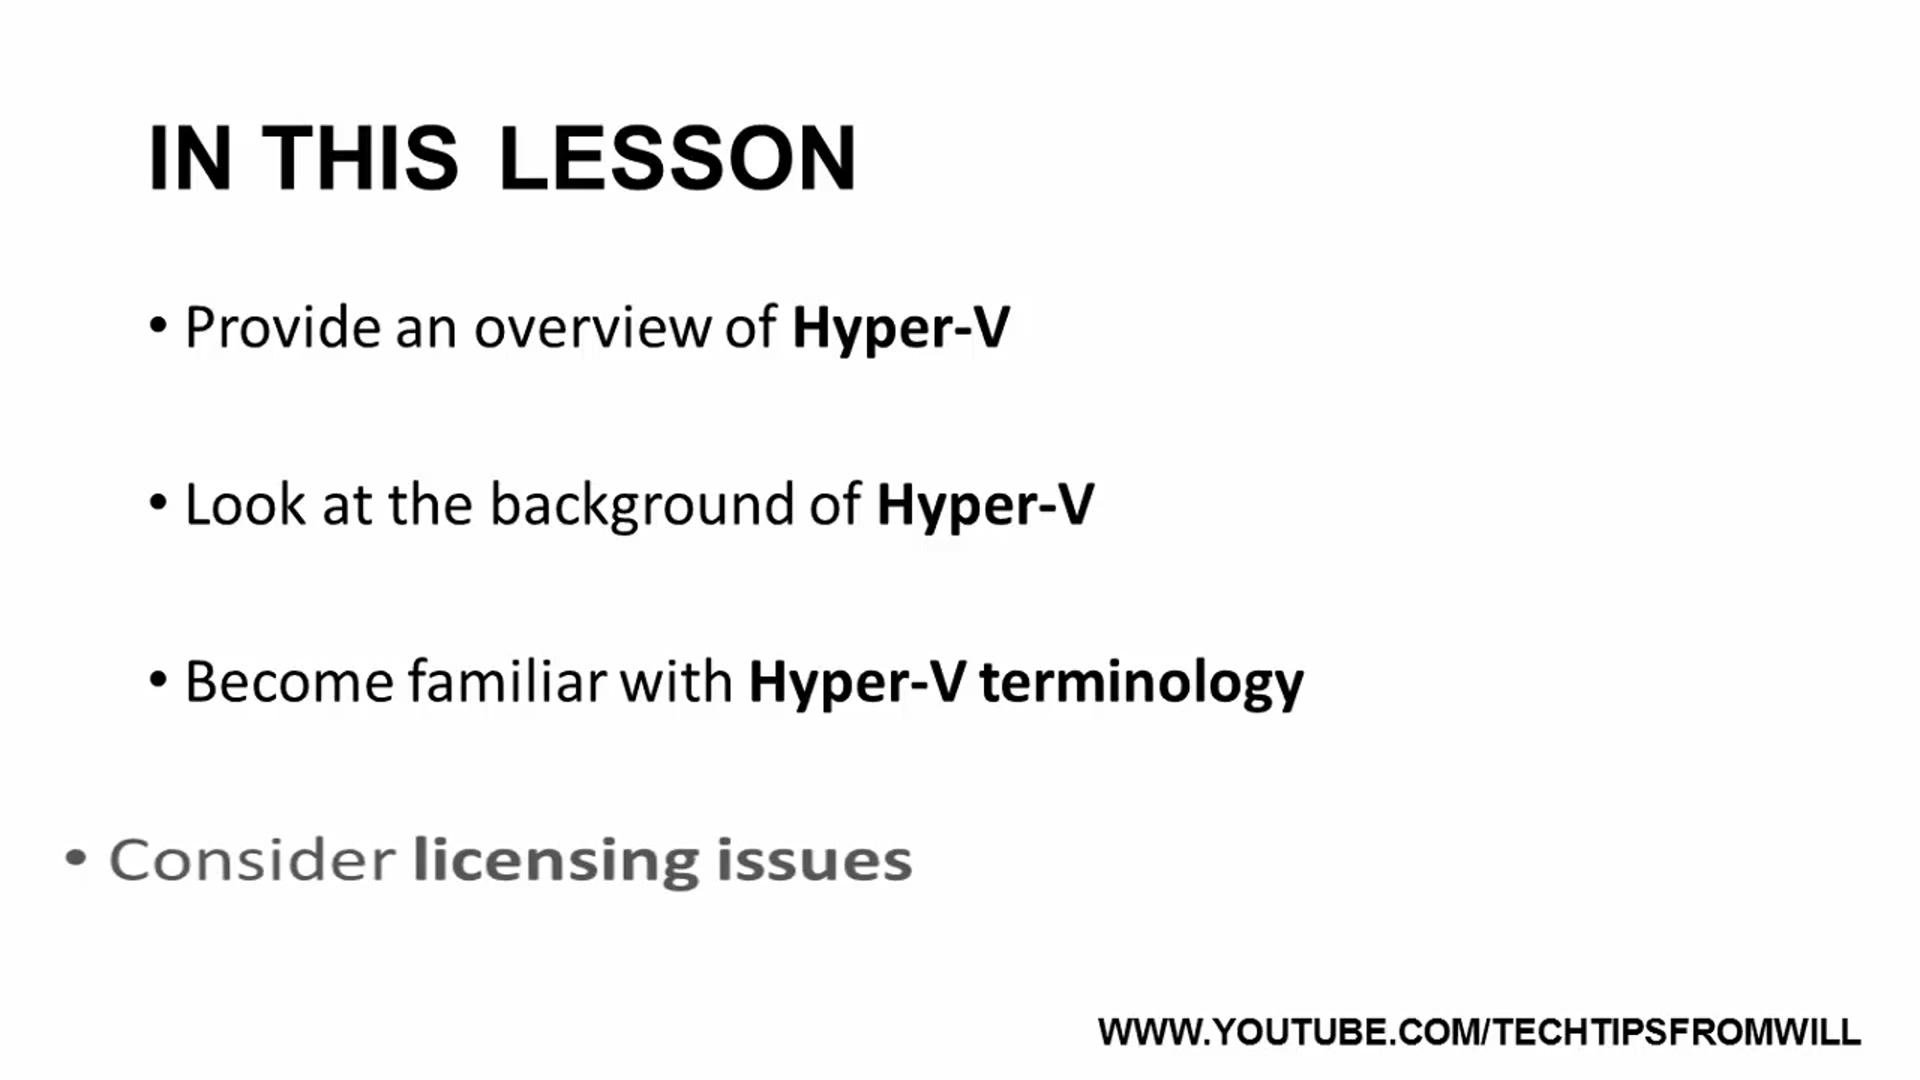 IN THIS LESSON
• Provide an overview of Hyper-V
• Look at the background of Hyper-V
• Become familiar with Hyper-V terminology
• Consider licensing issues
WWW.YOUTUBE.COM/TECHTIPSFROMWILL